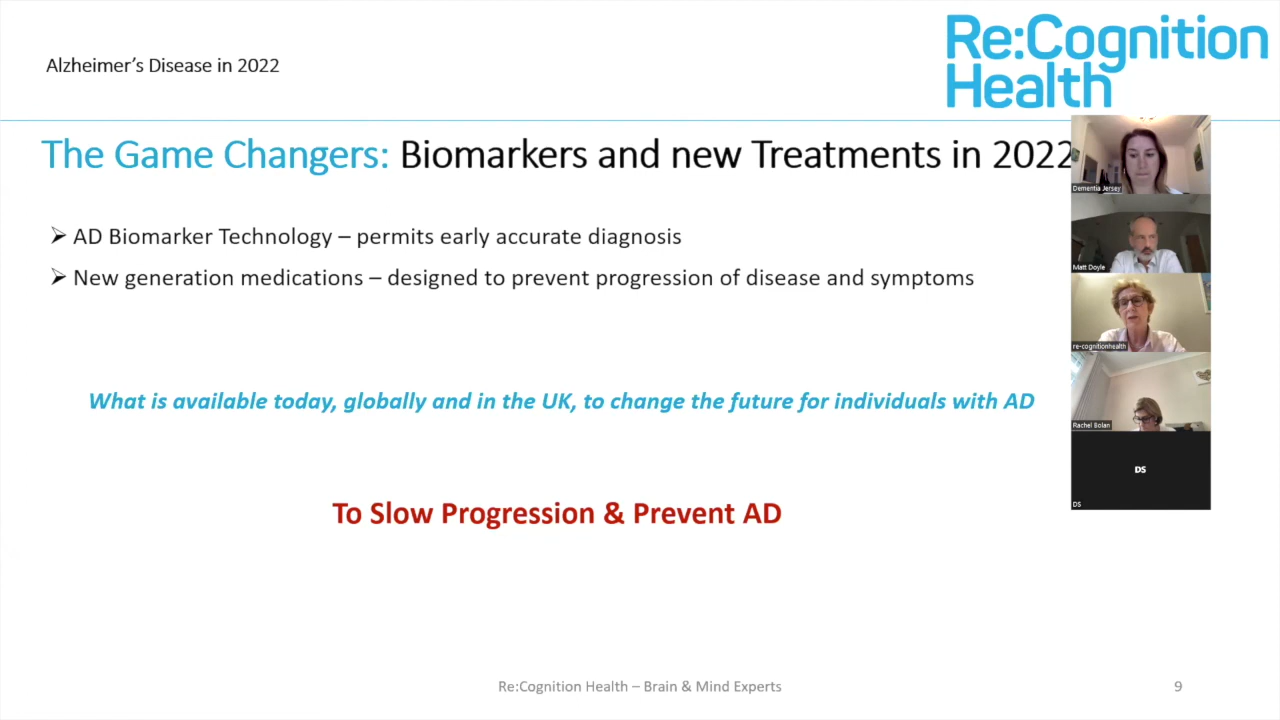 Alzheimer's Disease in 2022
Re:Cognition
Health
The Game Changers: Biomarkers and new Treatments in 2022
➢ AD Biomarker Technology – permits early accurate diagnosis
➢ New generation medications – designed to prevent progression of disease and symptoms
What is available today, globally and in the UK, to change the future for individuals with AD
To Slow Progression & Prevent AD
Dementia Jersey
Matt Doyle
re-cognitionhealth
Rachel Bolan
DS
DS
Re:Cognition Health – Brain & Mind Experts
9